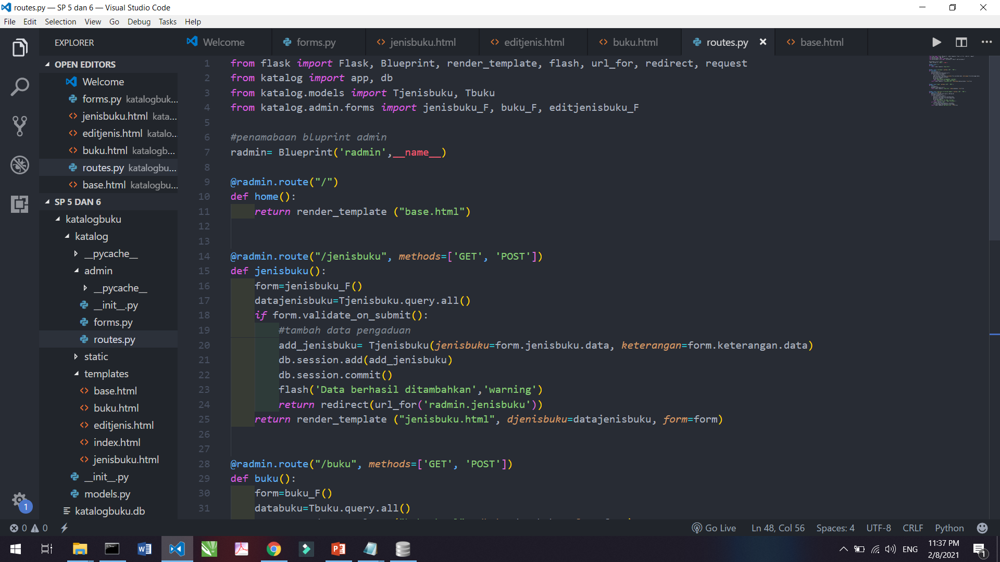 routes.py — SP 5 dan 6 — Visual Studio Code
File Edit Selection View Go Debug Tasks Help
EXPLORER
Welcome
forms.py
jenisbuku.html
editjenis.html
buku.html
routes.py
base.html
OPEN EDITORS
Welcome
forms.py katalogbuk...
jenisbuku.html kata...
editjenis.html katalo...
buku.html katalogb...
routes.py katalogbu...
base.html katalogbu...
SP 5 DAN 6
katalogbuku
katalog
__pycache__
admin
__pycache__
__init__.py
forms.py
routes.py
static
templates
base.html
buku.html
editjenis.html
index.html
jenisbuku.html
__init__.py
models.py
katalogbuku.db
1 from flask import Flask, Blueprint, render_template, flash, url_for, redirect, request
2 from katalog import app, db
3 from katalog.models import Tjenisbuku, Tbuku
4 from katalog.admin.forms import jenisbuku_F, buku_F, editjenisbuku_F
5
6 #penamabaan bluprint admin
7 radmin= Blueprint('radmin',__name__)
8
9 @radmin.route("/")
10 def home():
11     return render_template ("base.html")
12
13
14 @radmin.route("/jenisbuku", methods=['GET', 'POST'])
15 def jenisbuku():
16     form=jenisbuku_F()
17     datajenisbuku=Tjenisbuku.query.all()
18     if form.validate_on_submit():
19         #tambah data pengaduan
20         add_jenisbuku= Tjenisbuku(jenisbuku=form.jenisbuku.data, keterangan=form.keterangan.data)
21         db.session.add(add_jenisbuku)
22         db.session.commit()
23         flash('Data berhasil ditambahkan','warning')
24         return redirect(url_for('radmin.jenisbuku'))
25     return render_template ("jenisbuku.html", djenisbuku=datajenisbuku, form=form)
26
27
28 @radmin.route("/buku", methods=['GET', 'POST'])
29 def buku():
30     form=buku_F()
31     databuku=Tbuku.query.all()
1
0 0
Go Live
Ln 48, Col 56
Spaces: 4
UTF-8
CRLF
Python
ENG
11:37 PM
2/8/2021
1